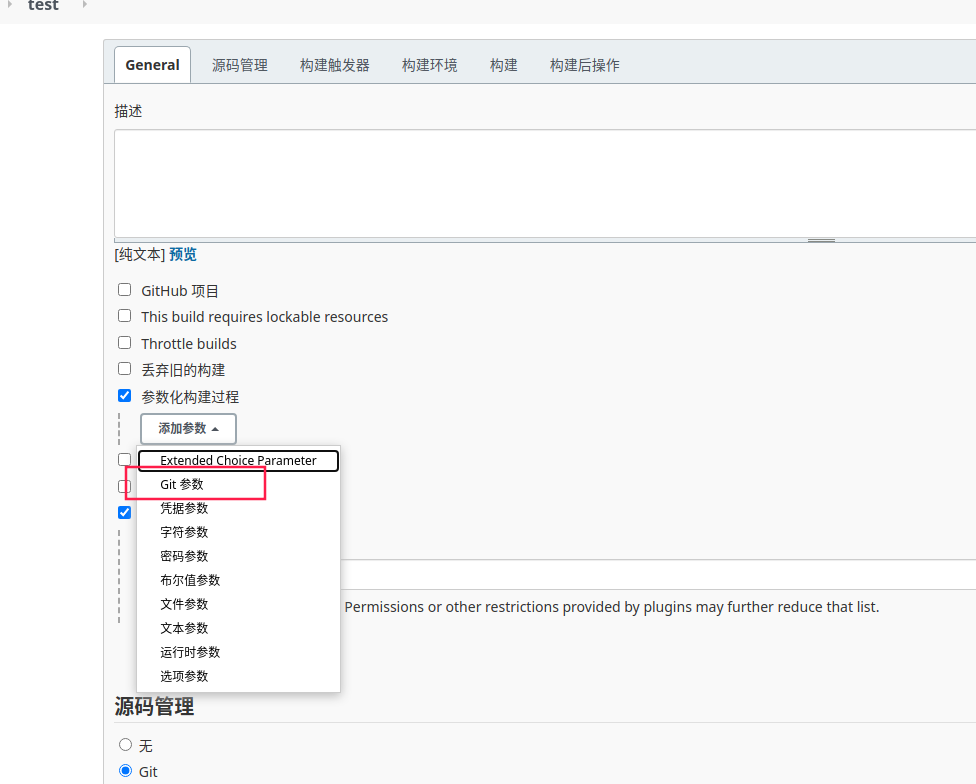 test
General 源码管理 构建触发器 构建环境 构建 构建后操作
描述
[纯文本] 预览
GitHub 项目
This build requires lockable resources
Throttle builds
丢弃旧的构建
参数化构建过程
添加参数
Extended Choice Parameter
Git 参数
凭据参数
字符参数
密码参数
布尔值参数
文件参数
Permissions or other restrictions provided by plugins may further reduce that list.
文本参数
运行时参数
选项参数
源码管理
无
Git